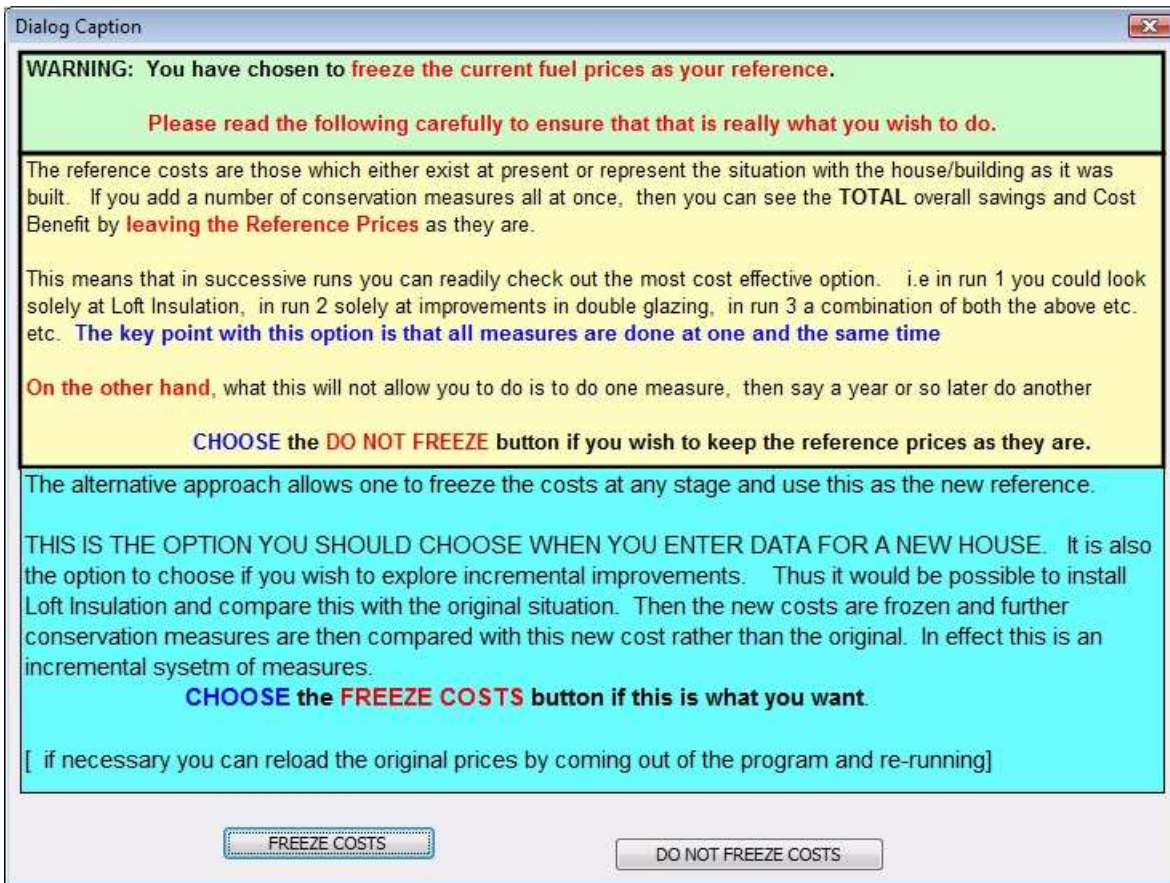 Dialog Caption
WARNING:  You have chosen to freeze the current fuel prices as your reference.
Please read the following carefully to ensure that that is really what you wish to do.
The reference costs are those which either exist at present or represent the situation with the house/building as it was
built.   If you add a number of conservation measures all at once,  then you can see the TOTAL overall savings and Cost
Benefit by leaving the Reference Prices as they are.
This means that in successive runs you can readily check out the most cost effective option.    i.e in run 1 you could look
solely at Loft Insulation,  in run 2 solely at improvements in double glazing,  in run 3 a combination of both the above etc.
etc.  The key point with this option is that all measures are done at one and the same time
On the other hand, what this will not allow you to do is to do one measure,  then say a year or so later do another
CHOOSE the DO NOT FREEZE button if you wish to keep the reference prices as they are.
The alternative approach allows one to freeze the costs at any stage and use this as the new reference.
THIS IS THE OPTION YOU SHOULD CHOOSE WHEN YOU ENTER DATA FOR A NEW HOUSE.   It is also
the option to choose if you wish to explore incremental improvements.    Thus it would be possible to install
Loft Insulation and compare this with the original situation.  Then the new costs are frozen and further
conservation measures are then compared with this new cost rather than the original.  In effect this is an
incremental sysetm of measures.
CHOOSE the FREEZE COSTS button if this is what you want.
[  if necessary you can reload the original prices by coming out of the program and re-running]
FREEZE COSTS
DO NOT FREEZE COSTS